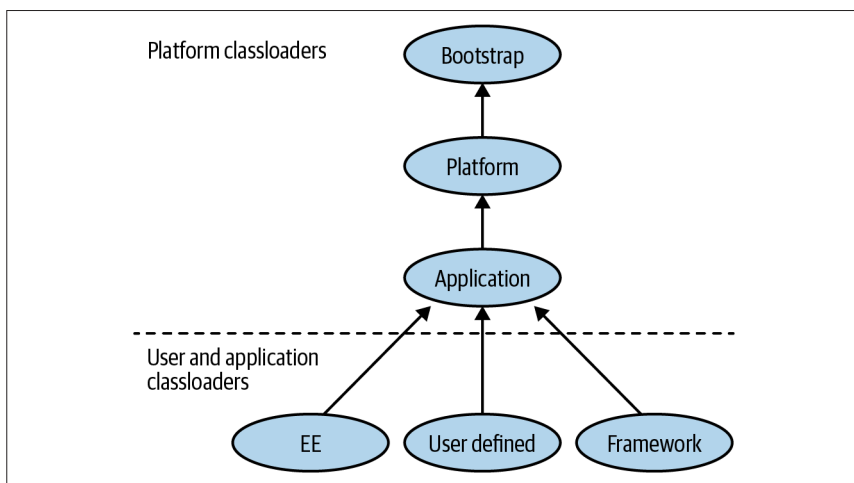 Platform classloaders
Bootstrap
Platform
Application
User and application
classloaders
EE
User defined
Framework